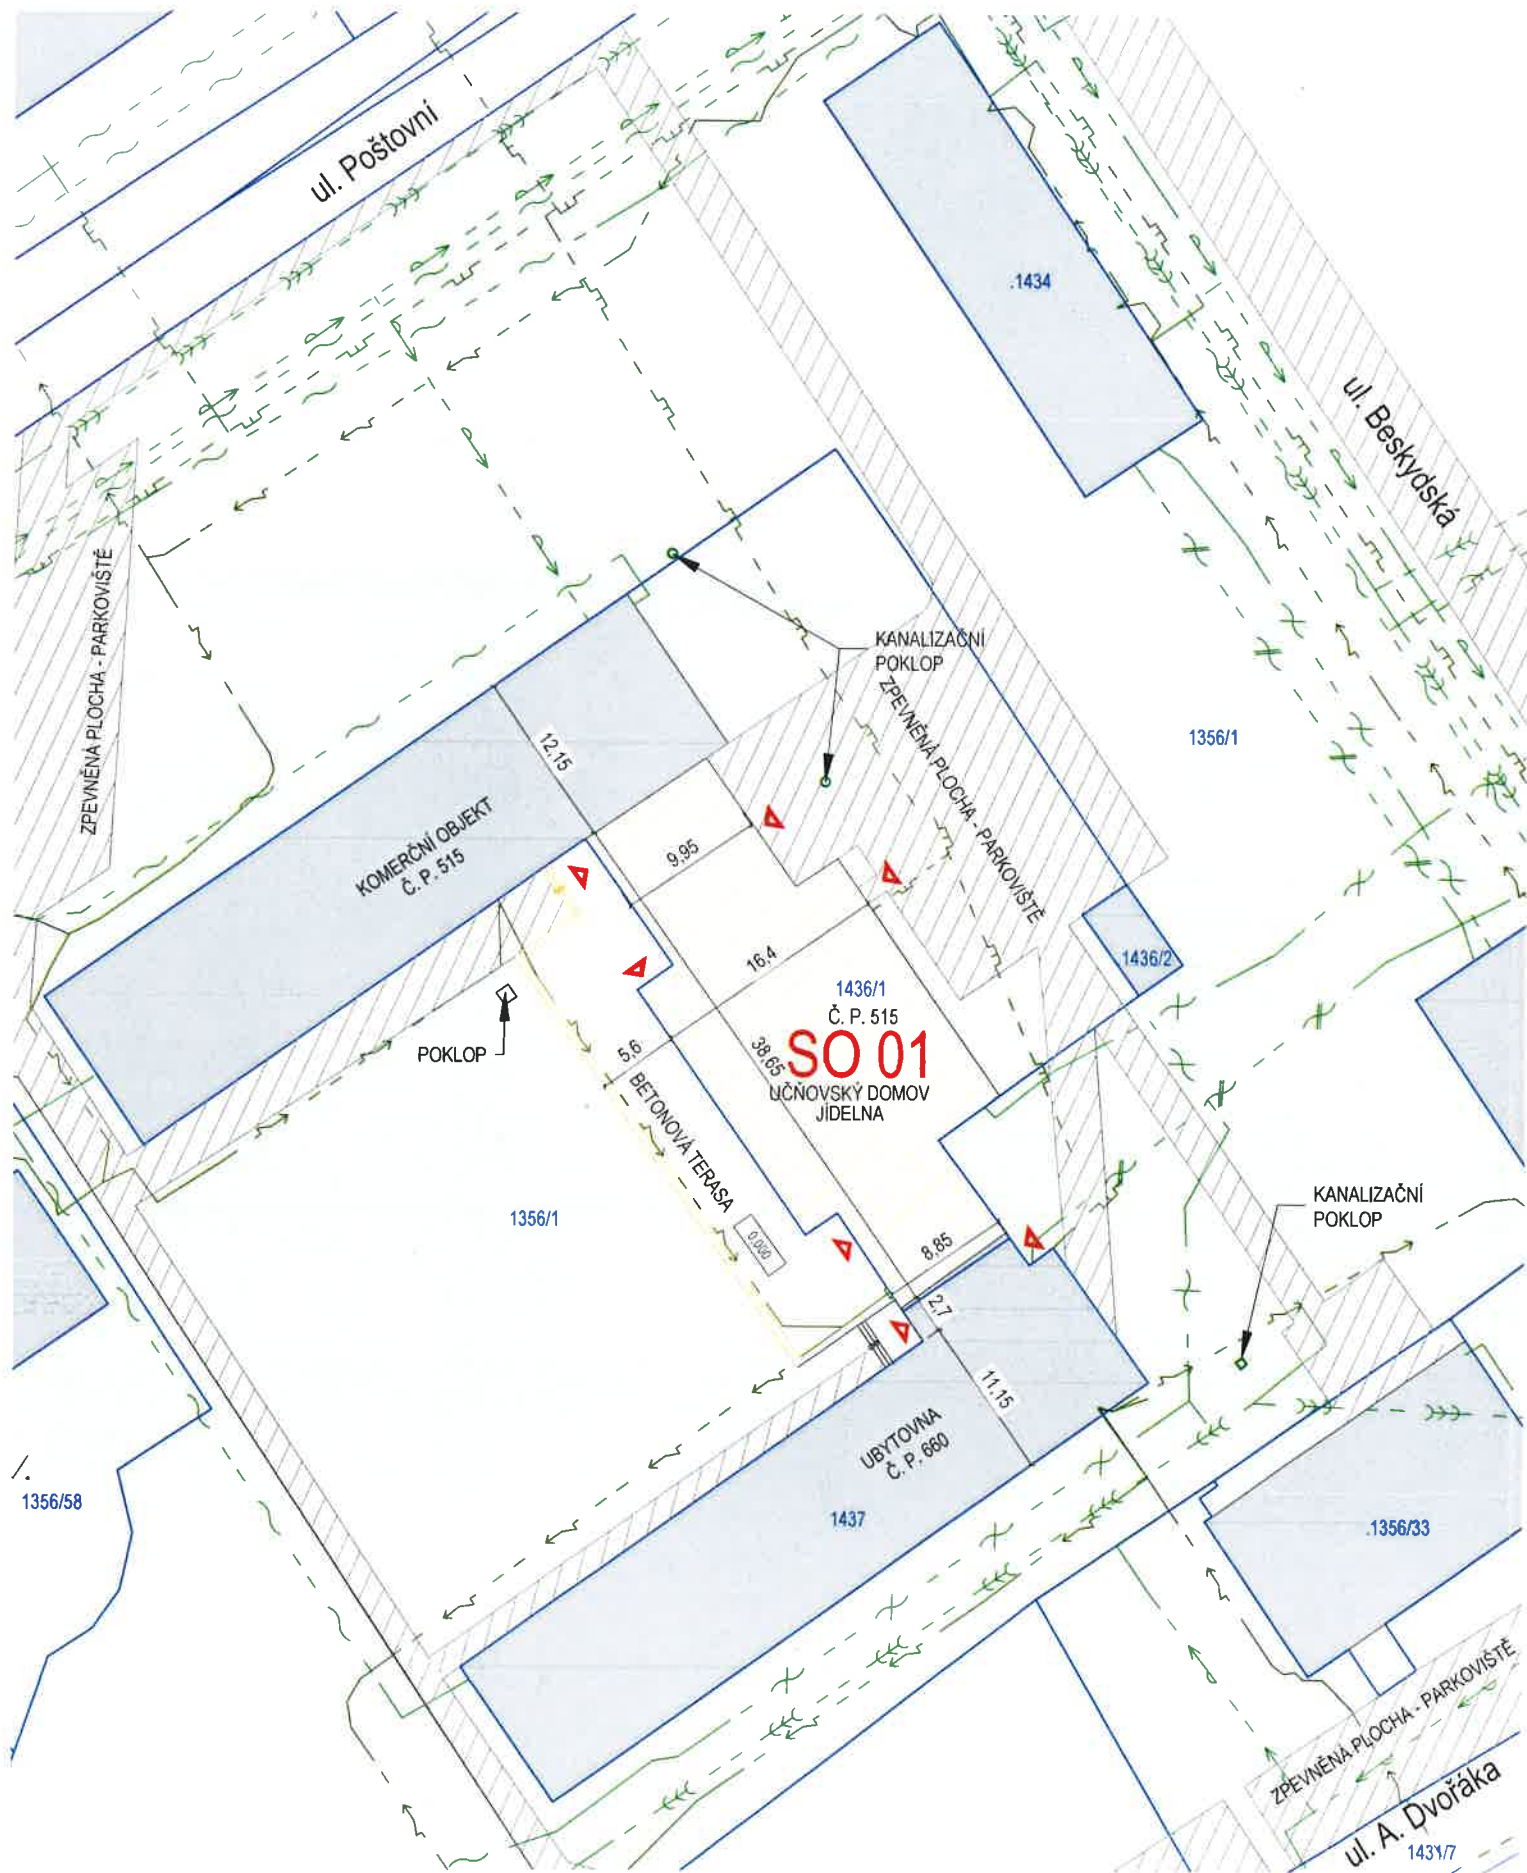 ul. Poštovní
.1434
ul. Beskydská
ZPEVNĚNÁ PLOCHA - PARKOVIŠTĚ
KANALIZAČNÍ
POKLOP
ZPEVNĚNÁ PLOCHA - PARKOVIŠTĚ
1356/1
12,15
KOMERČNÍ OBJEKT
Č. P. 515
9,95
16,4
1436/2
1436/1
Č. P. 515
SO 01
UČŇOVSKÝ DOMOV
JÍDELNA
POKLOP
5,6
38,65
BETONOVÁ TERASA
0,000
1356/1
KANALIZAČNÍ
POKLOP
8,85
2,7
11,15
UBYTOVNA
Č. P. 660
1437
1356/58
.1356/33
ZPEVNĚNÁ PLOCHA - PARKOVIŠTĚ
ul. A. Dvořáka